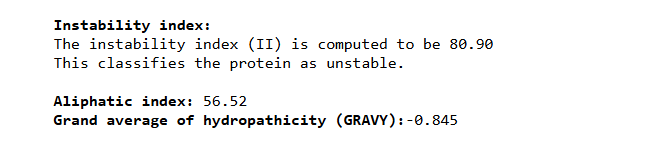 Instability index:
The instability index (II) is computed to be 80.90
This classifies the protein as unstable.
Aliphatic index: 56.52
Grand average of hydropathicity (GRAVY):-0.845